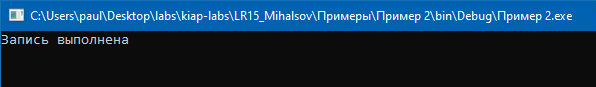 C:\Users\paul\Desktop\labs\kiap-labs\LR15_Mihalsov\Примеры\Пример 2\bin\Debug\Пример 2.exe
Запись выполнена